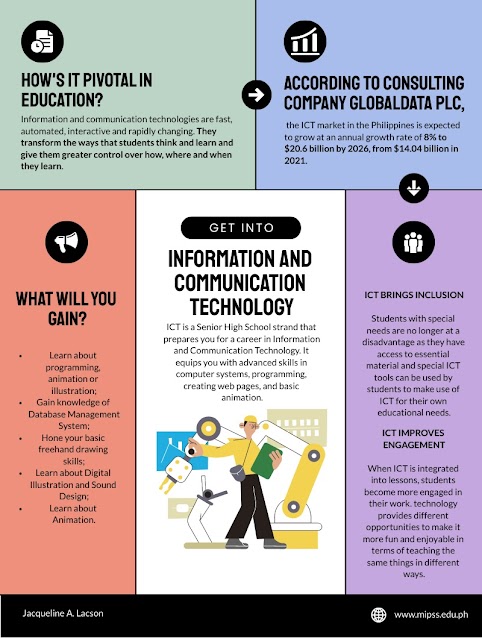 HOW'S IT PIVOTAL IN
EDUCATION?
Information and communication technologies are fast,
automated, interactive and rapidly changing. They
transform the ways that students think and learn and
give them greater control over how, where and when
they learn.
ACCORDING TO CONSULTING
COMPANY GLOBALDATA PLC,
the ICT market in the Philippines is expected
to grow at an annual growth rate of 8% to
$20.6 billion by 2026, from $14.04 billion in
2021.
WHAT WILL YOU
GAIN?
• Learn about
programming,
animation or
illustration;
• Gain knowledge of
Database Management
System;
• Hone your basic
freehand drawing
skills;
• Learn about Digital
Illustration and Sound
Design;
• Learn about
Animation.
GET INTO
INFORMATION AND
COMMUNICATION
TECHNOLOGY
ICT is a Senior High School strand that
prepares you for a career in Information
and Communication Technology. It
equips you with advanced skills in
computer systems, programming,
creating web pages, and basic
animation.
ICT BRINGS INCLUSION
Students with special
needs are no longer at a
disadvantage as they have
access to essential
material and special ICT
tools can be used by
students to make use of
ICT for their own
educational needs.
ICT IMPROVES
ENGAGEMENT
When ICT is integrated
into lessons, students
become more engaged in
their work. technology
provides different
opportunities to make it
more fun and enjoyable in
terms of teaching the
same things in different
ways.
Jacqueline A. Lacson
www.mipss.edu.ph